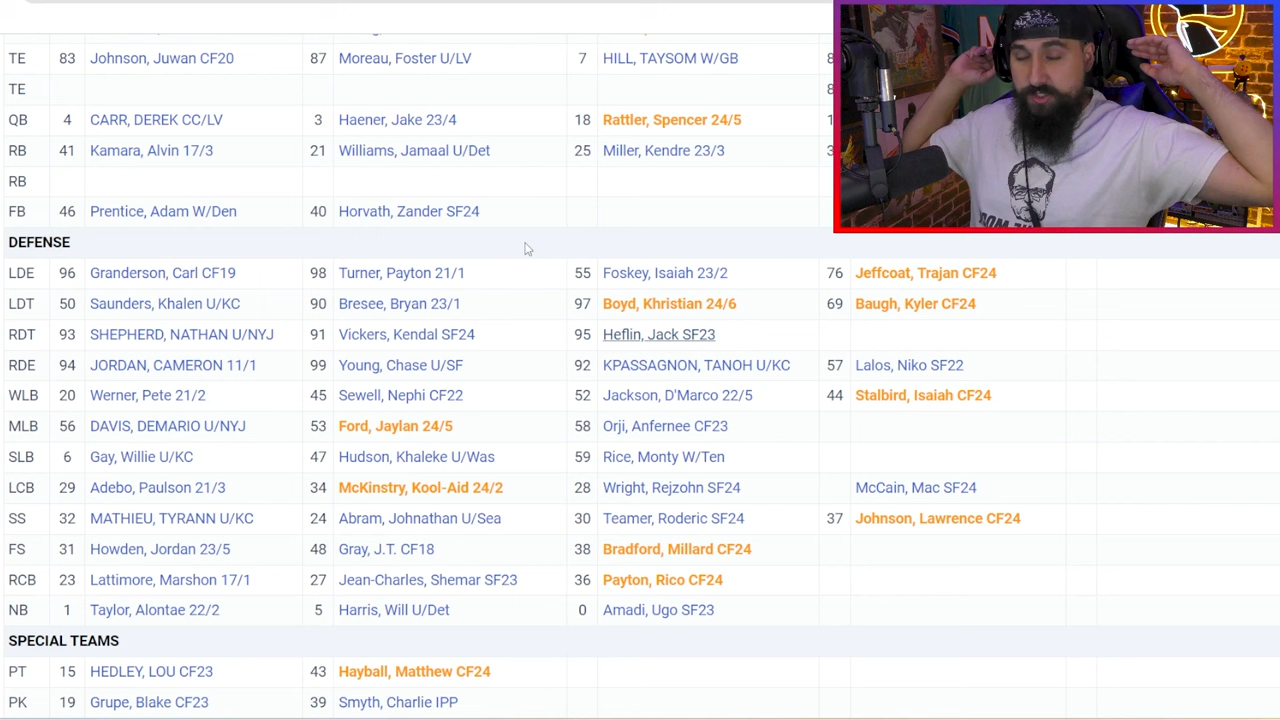 TE 83 Johnson, Juwan CF20 87 Moreau, Foster U/LV 7 HILL, TAYSOM W/GB 8
TE 8
QB 4 CARR, DEREK CC/LV 3 Haener, Jake 23/4 18 Rattler, Spencer 24/5 1
RB 41 Kamara, Alvin 17/3 21 Williams, Jamaal U/Det 25 Miller, Kendre 23/3 3
RB
FB 46 Prentice, Adam W/Den 40 Horvath, Zander SF24
DEFENSE
LDE 96 Granderson, Carl CF19 98 Turner, Payton 21/1 55 Foskey, Isaiah 23/2 76 Jeffcoat, Trajan CF24
LDT 50 Saunders, Khalen U/KC 90 Bresee, Bryan 23/1 97 Boyd, Khristian 24/6 69 Baugh, Kyler CF24
RDT 93 SHEPHERD, NATHAN U/NYJ 91 Vickers, Kendal SF24 95 Heflin, Jack SF23
RDE 94 JORDAN, CAMERON 11/1 99 Young, Chase U/SF 92 KPASSAGNON, TANOH U/KC 57 Lalos, Niko SF22
WLB 20 Werner, Pete 21/2 45 Sewell, Nephi CF22 52 Jackson, D'Marco 22/5 44 Stalbird, Isaiah CF24
MLB 56 DAVIS, DEMARIO U/NYJ 53 Ford, Jaylan 24/5 58 Orji, Anfernee CF23
SLB 6 Gay, Willie U/KC 47 Hudson, Khaleke U/Was 59 Rice, Monty W/Ten
LCB 29 Adebo, Paulson 21/3 34 McKinstry, Kool-Aid 24/2 28 Wright, Rejzohn SF24 McCain, Mac SF24
SS 32 MATHIEU, TYRANN U/KC 24 Abram, Johnathan U/Sea 30 Teamer, Roderic SF24 37 Johnson, Lawrence CF24
FS 31 Howden, Jordan 23/5 48 Gray, J.T. CF18 38 Bradford, Millard CF24
RCB 23 Lattimore, Marshon 17/1 27 Jean-Charles, Shemar SF23 36 Payton, Rico CF24
NB 1 Taylor, Alontae 22/2 5 Harris, Will U/Det 0 Amadi, Ugo SF23
SPECIAL TEAMS
PT 15 HEDLEY, LOU CF23 43 Hayball, Matthew CF24
PK 19 Grupe, Blake CF23 39 Smyth, Charlie IPP